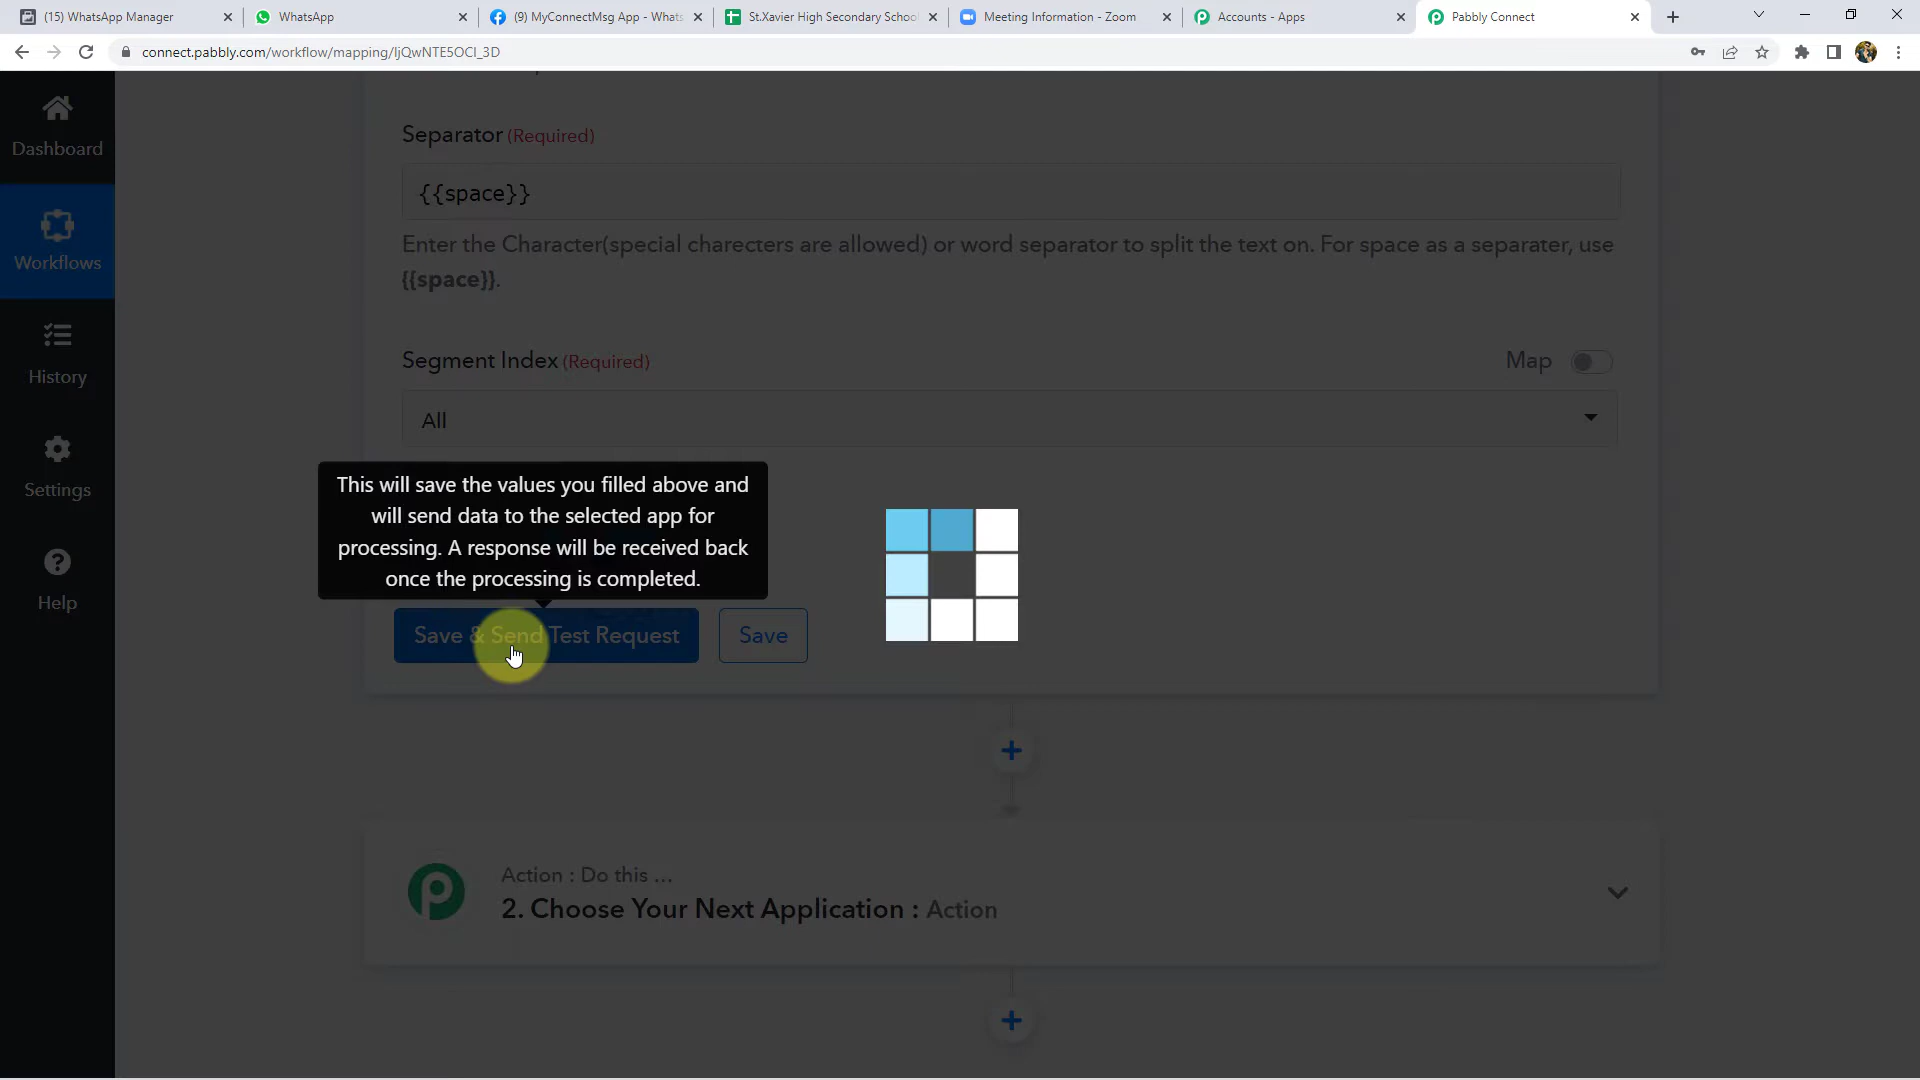 (15) WhatsApp Manager
WhatsApp
(9) MyConnectMsg App - Whats
St.Xavier High Secondary Schoo
Meeting Information - Zoom
Accounts - Apps
Pabbly Connect
connect.pabbly.com/workflow/mapping/IjQwNTE5OCI_3D
Dashboard
Workflows
History
Settings
Help
Separator (Required)
{{space}}
Enter the Character(special charecters are allowed) or word separator to split the text on. For space as a separater, use
{{space}}.
Segment Index (Required)
Map
All
This will save the values you filled above and
will send data to the selected app for
processing. A response will be received back
once the processing is completed.
Save & Send Test Request
Save
Action : Do this ...
2. Choose Your Next Application : Action